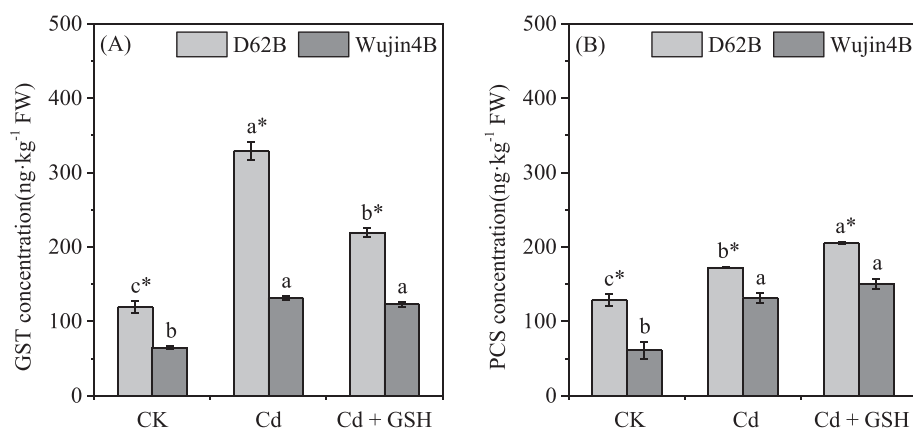 (A) D62B Wujin4B
GST concentration(ng·kg⁻¹ FW)
500
400
300
200
100
0
c*
b
a*
a
b*
a
CK Cd Cd + GSH
(B) D62B Wujin4B
PCS concentration(ng·kg⁻¹ FW)
500
400
300
200
100
0
c*
b
b*
a
a*
a
CK Cd Cd + GSH